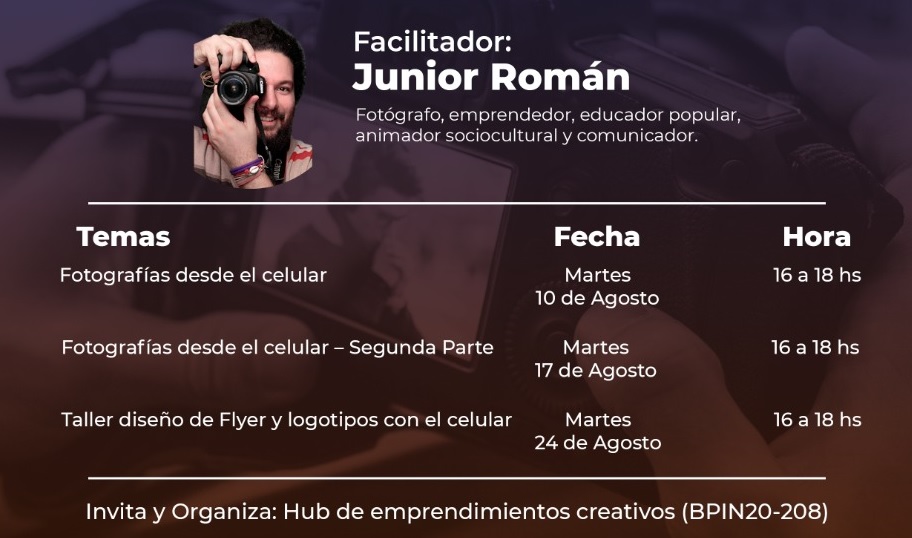 Facilitador:
Junior Román
Fotógrafo, emprendedor, educador popular,
animador sociocultural y comunicador.
Temas Fecha Hora
Fotografías desde el celular Martes 16 a 18 hs
10 de Agosto
Fotografías desde el celular – Segunda Parte Martes 16 a 18 hs
17 de Agosto
Taller diseño de Flyer y logotipos con el celular Martes 16 a 18 hs
24 de Agosto
Invita y Organiza: Hub de emprendimientos creativos (BPIN20-208)